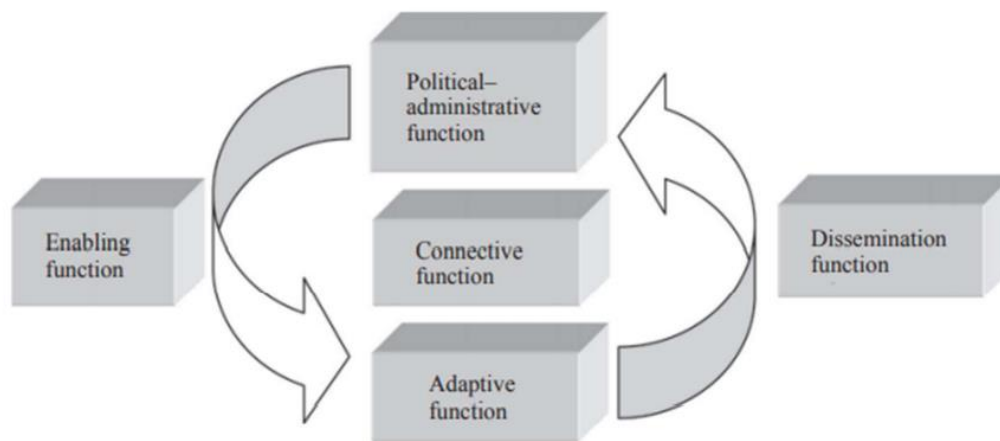 Political–
administrative
function
Enabling
function
Connective
function
Dissemination
function
Adaptive
function